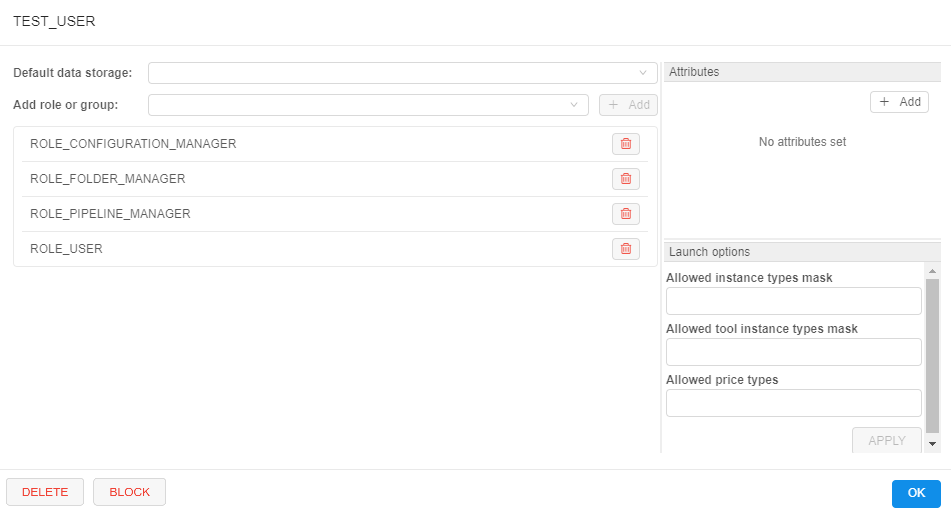 TEST_USER
Default data storage:
Add role or group:
+ Add
ROLE_CONFIGURATION_MANAGER
ROLE_FOLDER_MANAGER
ROLE_PIPELINE_MANAGER
ROLE_USER
Attributes
+ Add
No attributes set
Launch options
Allowed instance types mask
Allowed tool instance types mask
Allowed price types
APPLY
DELETE
BLOCK
OK